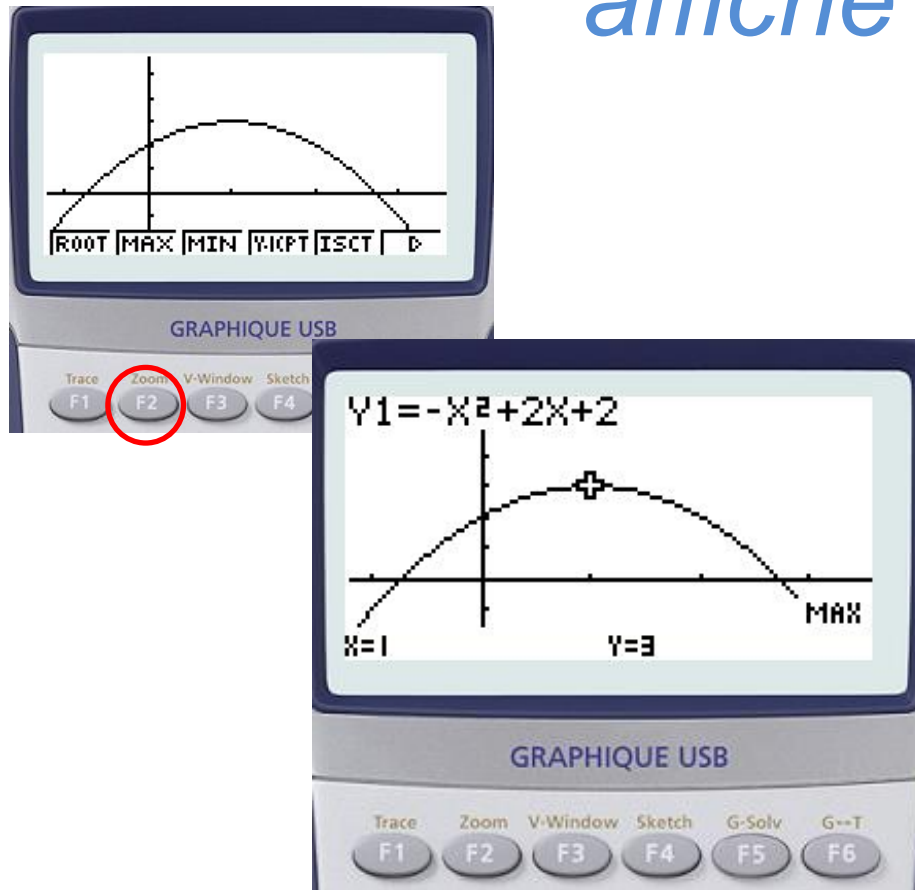 affiche
ROOT MAX MIN Y-ICPT ISCT ▷
GRAPHIQUE USB
Trace Zoom V-Window Sketch
F1 F2 F3 F4
Y1=-X²+2X+2
MAX
X=1 Y=3
GRAPHIQUE USB
Trace Zoom V-Window Sketch G-Solv G↔T
F1 F2 F3 F4 F5 F6